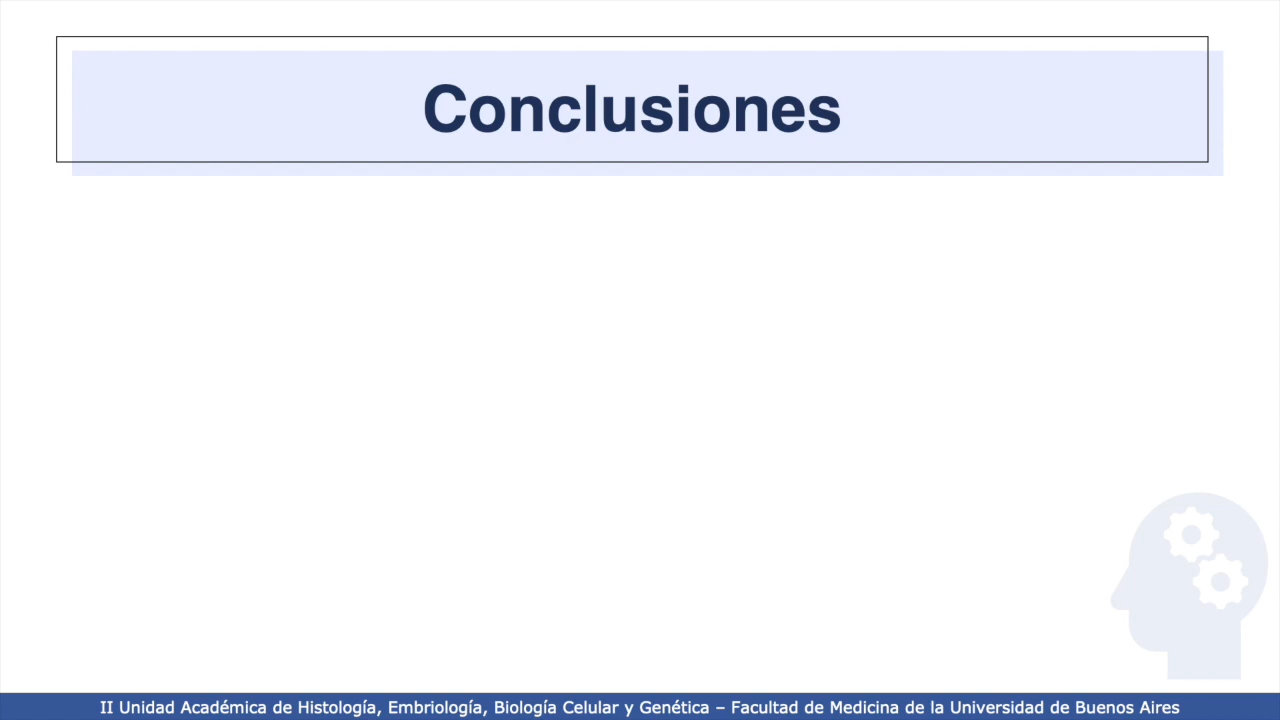 Conclusiones
II Unidad Académica de Histología, Embriología, Biología Celular y Genética – Facultad de Medicina de la Universidad de Buenos Aires